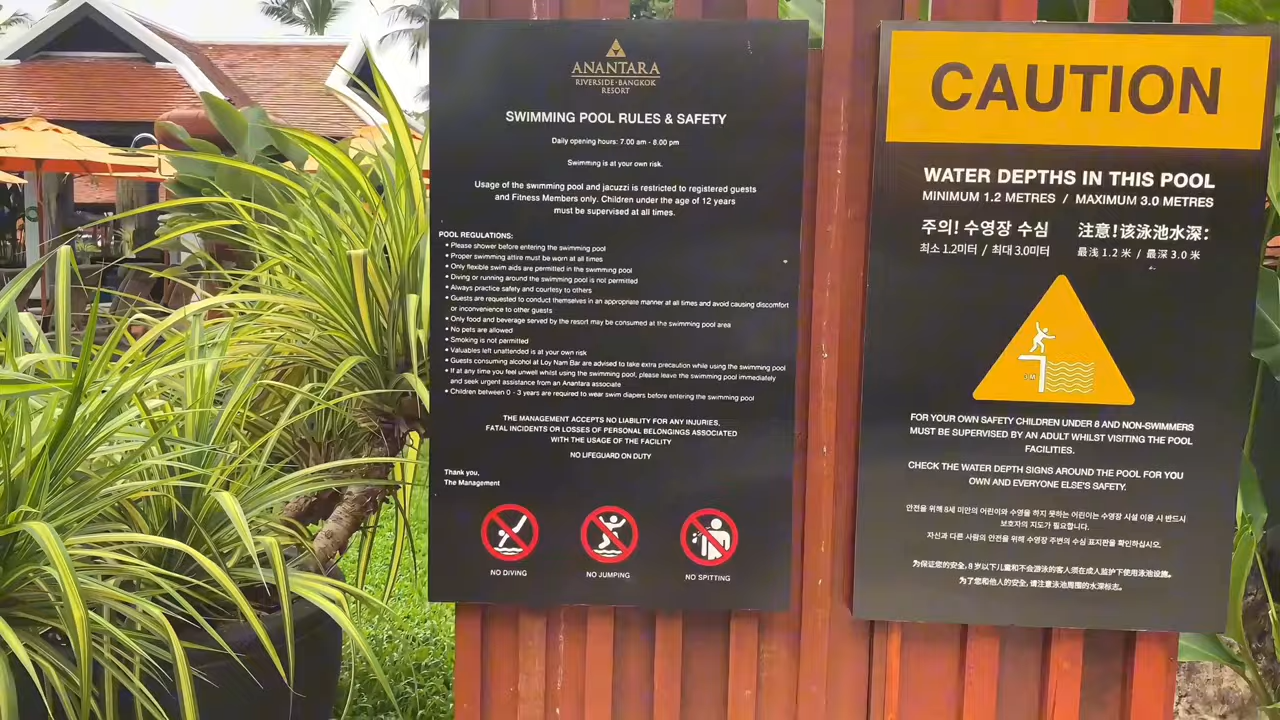 ANANTARA
RIVERSIDE · BANGKOK
RESORT
SWIMMING POOL RULES & SAFETY
Daily opening hours: 7.00 am - 8.00 pm
Swimming is at your own risk.
Usage of the swimming pool and jacuzzi is restricted to registered guests
and Fitness Members only. Children under the age of 12 years
must be supervised at all times.
POOL REGULATIONS:
• Please shower before entering the swimming pool
• Proper swimming attire must be worn at all times
• Only flexible swim aids are permitted in the swimming pool
• Diving or running around the swimming pool is not permitted
• Always practice safety and courtesy to others
• Guests are requested to conduct themselves in an appropriate manner at all times and avoid causing discomfort
or inconvenience to other guests
• Only food and beverage served by the resort may be consumed at the swimming pool area
• No pets are allowed
• Smoking is not permitted
• Valuables left unattended is at your own risk
• Guests consuming alcohol at Loy Nam Bar are advised to take extra precaution while using the swimming pool
• If at any time you feel unwell whilst using the swimming pool, please leave the swimming pool immediately
and seek urgent assistance from an Anantara associate
• Children between 0 - 3 years are required to wear swim diapers before entering the swimming pool
THE MANAGEMENT ACCEPTS NO LIABILITY FOR ANY INJURIES,
FATAL INCIDENTS OR LOSSES OF PERSONAL BELONGINGS ASSOCIATED
WITH THE USAGE OF THE FACILITY
NO LIFEGUARD ON DUTY
Thank you,
The Management
NO DIVING
NO JUMPING
NO SPITTING
CAUTION
WATER DEPTHS IN THIS POOL
MINIMUM 1.2 METRES / MAXIMUM 3.0 METRES
주의! 수영장 수심
최소 1.2미터 / 최대 3.0미터
注意!该泳池水深:
最浅 1.2 米 / 最深 3.0 米
3 M
FOR YOUR OWN SAFETY CHILDREN UNDER 8 AND NON-SWIMMERS
MUST BE SUPERVISED BY AN ADULT WHILST VISITING THE POOL
FACILITIES.
CHECK THE WATER DEPTH SIGNS AROUND THE POOL FOR YOU
OWN AND EVERYONE ELSE'S SAFETY.
안전을 위해 8세 미만의 어린이와 수영을 하지 못하는 어린이는 수영장 시설 이용 시 반드시
보호자의 지도가 필요합니다.
자신과 다른 사람의 안전을 위해 수영장 주변의 수심 표지판을 확인하십시오.
为保证您的安全, 8 岁以下儿童和不会游泳的客人须在成人监护下使用泳池设施。
为了您和他人的安全, 请注意泳池周围的水深标志。